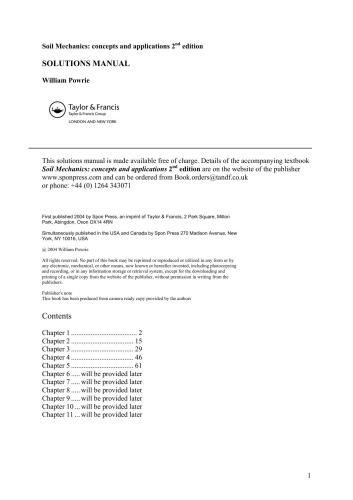 Soil Mechanics: concepts and applications 2nd edition
SOLUTIONS MANUAL
William Powrie
Taylor & Francis
Taylor & Francis Group
LONDON AND NEW YORK
This solutions manual is made available free of charge. Details of the accompanying textbook
Soil Mechanics: concepts and applications 2nd edition are on the website of the publisher
www.sponpress.com and can be ordered from Book.orders@tandf.co.uk
or phone: +44 (0) 1264 343071
First published 2004 by Spon Press, an imprint of Taylor & Francis, 2 Park Square, Milton
Park, Abingdon, Oxon OX14 4RN
Simultaneously published in the USA and Canada by Spon Press 270 Madison Avenue, New
York, NY 10016, USA
© 2004 William Powrie
All rights reserved. No part of this book may be reprinted or reproduced or utilized in any form or by
any electronic, mechanical, or other means, now known or hereafter invented, including photocopying
and recording, or in any information storage or retrieval system, except for the downloading and
printing of a single copy from the website of the publisher, without permission in writing from the
publishers.
Publisher's note
This book has been produced from camera ready copy provided by the authors
Contents
Chapter 1 ...................................... 2
Chapter 2 .................................... 15
Chapter 3 .................................... 29
Chapter 4 .................................... 46
Chapter 5 .................................... 61
Chapter 6 ..... will be provided later
Chapter 7 ..... will be provided later
Chapter 8 ..... will be provided later
Chapter 9 ..... will be provided later
Chapter 10 ... will be provided later
Chapter 11 ... will be provided later
1